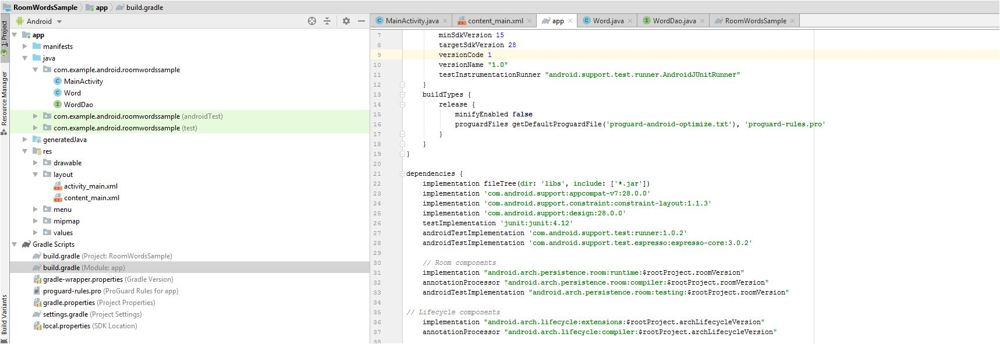 RoomWordsSample app build.gradle
1: Project
Resource Manager
Build Variants
Android
app
manifests
java
com.example.android.roomwordssample
MainActivity
Word
WordDao
com.example.android.roomwordssample (androidTest)
com.example.android.roomwordssample (test)
generatedJava
res
drawable
layout
activity_main.xml
content_main.xml
menu
mipmap
values
Gradle Scripts
build.gradle (Project: RoomWordsSample)
build.gradle (Module: app)
gradle-wrapper.properties (Gradle Version)
proguard-rules.pro (ProGuard Rules for app)
gradle.properties (Project Properties)
settings.gradle (Project Settings)
local.properties (SDK Location)
MainActivity.java content_main.xml app Word.java WordDao.java RoomWordsSample
7 minSdkVersion 15
8 targetSdkVersion 28
9 versionCode 1
10 versionName "1.0"
11 testInstrumentationRunner "android.support.test.runner.AndroidJUnitRunner"
12 }
13 buildTypes {
14 release {
15 minifyEnabled false
16 proguardFiles getDefaultProguardFile('proguard-android-optimize.txt'), 'proguard-rules.pro'
17 }
18 }
19 }
20
21 dependencies {
22 implementation fileTree(dir: 'libs', include: ['*.jar'])
23 implementation 'com.android.support:appcompat-v7:28.0.0'
24 implementation 'com.android.support.constraint:constraint-layout:1.1.3'
25 implementation 'com.android.support:design:28.0.0'
26 testImplementation 'junit:junit:4.12'
27 androidTestImplementation 'com.android.support.test:runner:1.0.2'
28 androidTestImplementation 'com.android.support.test.espresso:espresso-core:3.0.2'
29
30 // Room components
31 implementation "android.arch.persistence.room:runtime:$rootProject.roomVersion"
32 annotationProcessor "android.arch.persistence.room:compiler:$rootProject.roomVersion"
33 androidTestImplementation "android.arch.persistence.room:testing:$rootProject.roomVersion"
34
35 // Lifecycle components
36 implementation "android.arch.lifecycle:extensions:$rootProject.archLifecycleVersion"
37 annotationProcessor "android.arch.lifecycle:compiler:$rootProject.archLifecycleVersion"
38